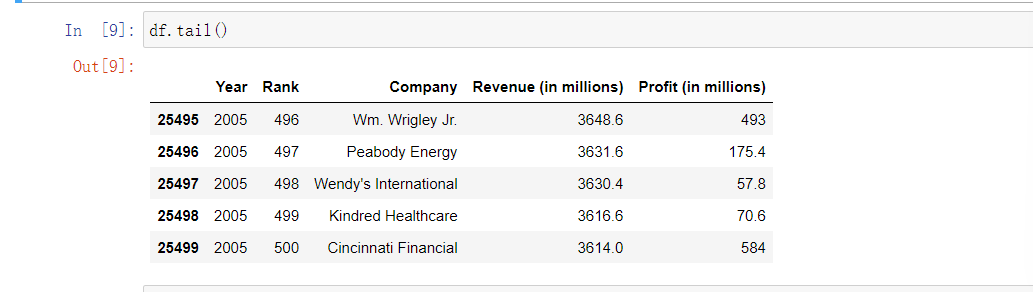 In [9]: df.tail()
Out[9]:
Year Rank Company Revenue (in millions) Profit (in millions)
25495 2005 496 Wm. Wrigley Jr. 3648.6 493
25496 2005 497 Peabody Energy 3631.6 175.4
25497 2005 498 Wendy's International 3630.4 57.8
25498 2005 499 Kindred Healthcare 3616.6 70.6
25499 2005 500 Cincinnati Financial 3614.0 584